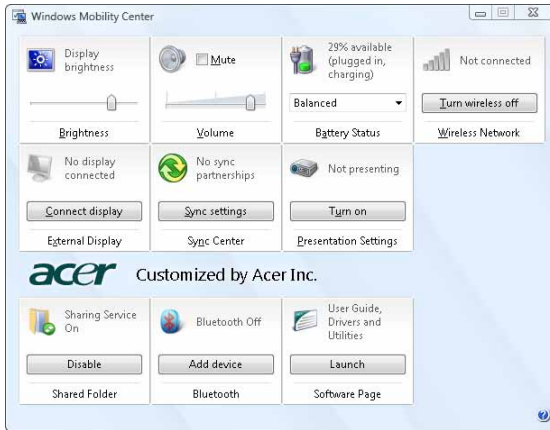 Windows Mobility Center
Display
brightness
Brightness
Mute
Volume
29% available
(plugged in,
charging)
Balanced
Battery Status
Not connected
Turn wireless off
Wireless Network
No display
connected
Connect display
External Display
No sync
partnerships
Sync settings
Sync Center
Not presenting
Turn on
Presentation Settings
acer Customized by Acer Inc.
Sharing Service
On
Disable
Shared Folder
Bluetooth Off
Add device
Bluetooth
User Guide,
Drivers and
Utilities
Launch
Software Page